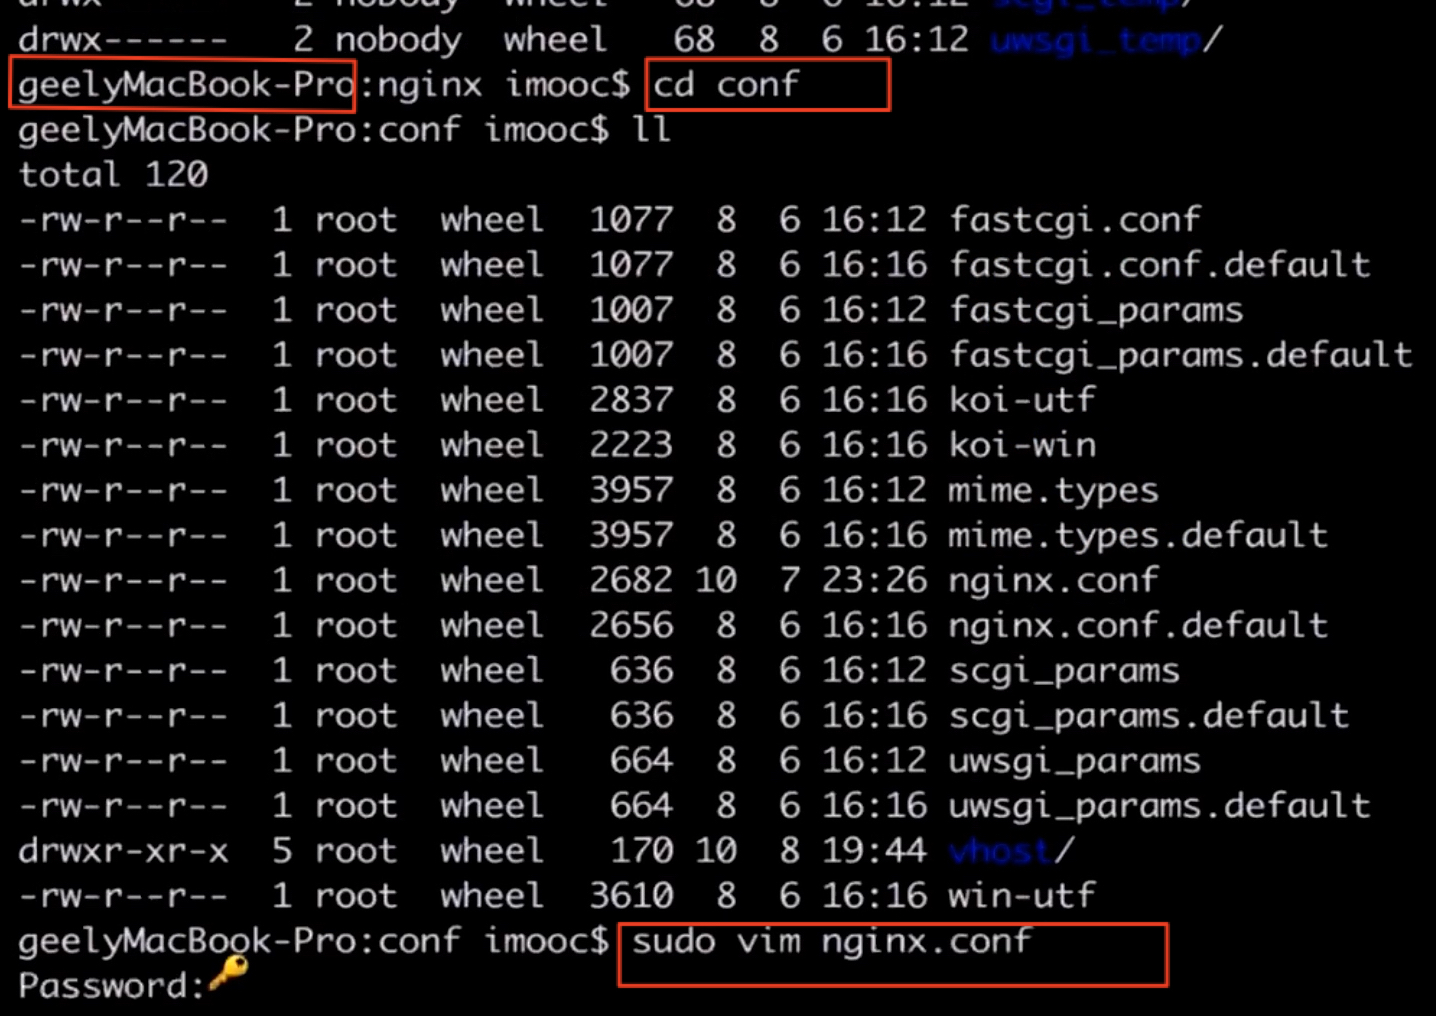 drwx------   2 nobody  wheel    68  8  6 16:12 scgi_temp/
drwx------   2 nobody  wheel    68  8  6 16:12 uwsgi_temp/
geelyMacBook-Pro:nginx imooc$ cd conf
geelyMacBook-Pro:conf imooc$ ll
total 120
-rw-r--r--  1 root  wheel  1077  8  6 16:12 fastcgi.conf
-rw-r--r--  1 root  wheel  1077  8  6 16:16 fastcgi.conf.default
-rw-r--r--  1 root  wheel  1007  8  6 16:12 fastcgi_params
-rw-r--r--  1 root  wheel  1007  8  6 16:16 fastcgi_params.default
-rw-r--r--  1 root  wheel  2837  8  6 16:16 koi-utf
-rw-r--r--  1 root  wheel  2223  8  6 16:16 koi-win
-rw-r--r--  1 root  wheel  3957  8  6 16:12 mime.types
-rw-r--r--  1 root  wheel  3957  8  6 16:16 mime.types.default
-rw-r--r--  1 root  wheel  2682 10  7 23:26 nginx.conf
-rw-r--r--  1 root  wheel  2656  8  6 16:16 nginx.conf.default
-rw-r--r--  1 root  wheel   636  8  6 16:12 scgi_params
-rw-r--r--  1 root  wheel   636  8  6 16:16 scgi_params.default
-rw-r--r--  1 root  wheel   664  8  6 16:12 uwsgi_params
-rw-r--r--  1 root  wheel   664  8  6 16:16 uwsgi_params.default
drwxr-xr-x  5 root  wheel   170 10  8 19:44 vhost/
-rw-r--r--  1 root  wheel  3610  8  6 16:16 win-utf
geelyMacBook-Pro:conf imooc$ sudo vim nginx.conf
Password: